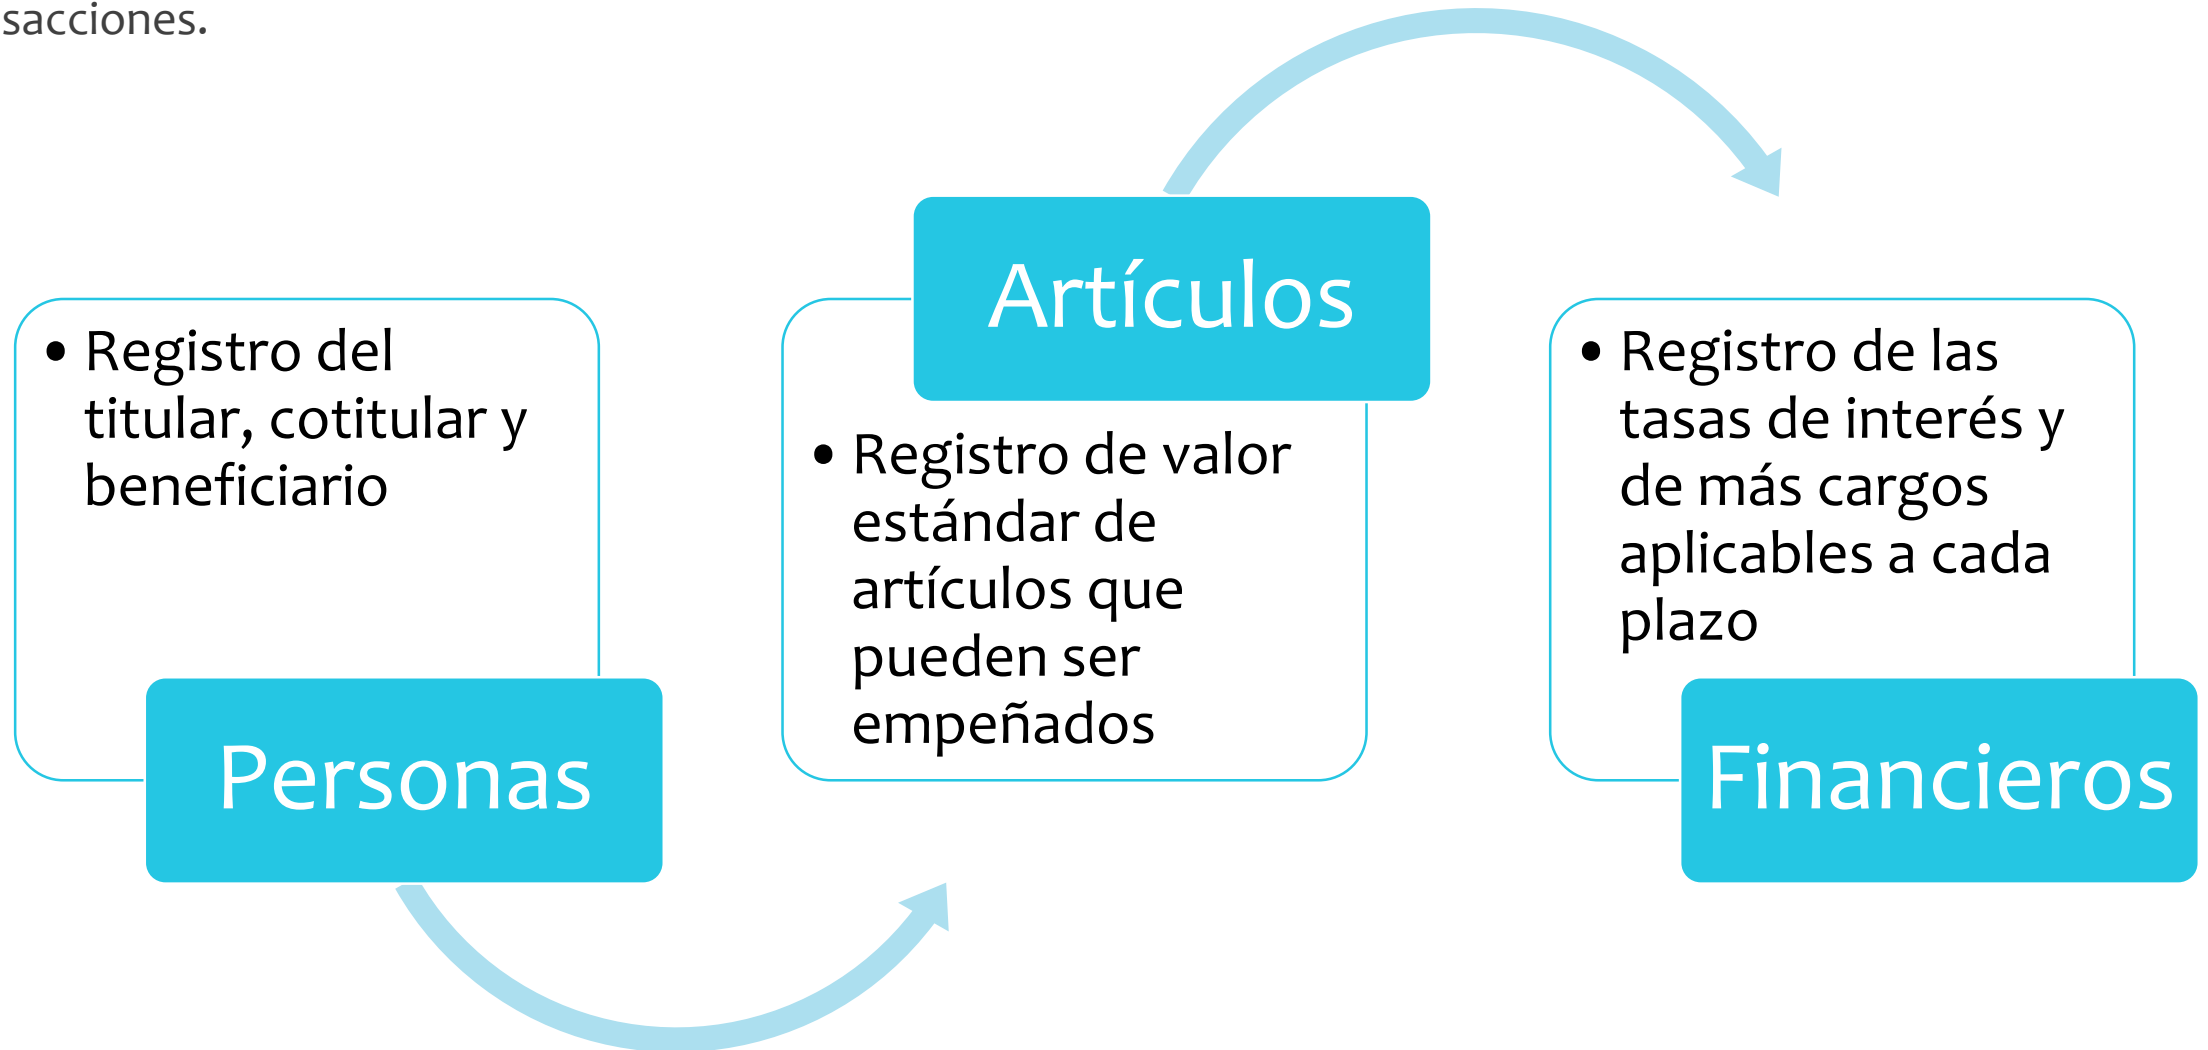 sacciones.
• Registro del
titular, cotitular y
beneficiario
Personas
Artículos
• Registro de valor
estándar de
artículos que
pueden ser
empeñados
• Registro de las
tasas de interés y
de más cargos
aplicables a cada
plazo
Financieros